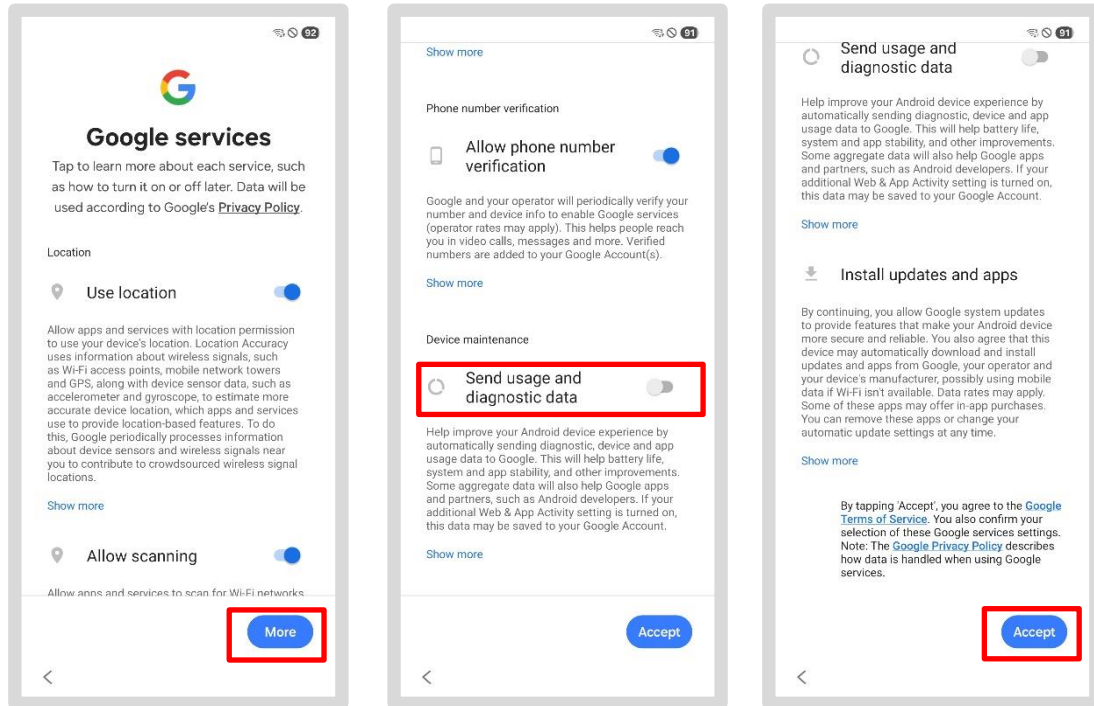 92
Google services
Tap to learn more about each service, such
as how to turn it on or off later. Data will be
used according to Google's Privacy Policy.
Location
Use location
Allow apps and services with location permission
to use your device's location. Location Accuracy
uses information about wireless signals, such
as Wi-Fi access points, mobile network towers
and GPS, along with device sensor data, such as
accelerometer and gyroscope, to estimate more
accurate device location, which apps and services
use to provide location-based features. To do
this, Google periodically processes information
about device sensors and wireless signals near
you to contribute to crowdsourced wireless signal
locations.
Show more
Allow scanning
Allow apps and services to scan for Wi-Fi networks
More
91
Show more
Phone number verification
Allow phone number
verification
Google and your operator will periodically verify your
number and device info to enable Google services
(operator rates may apply). This helps people reach
you in video calls, messages and more. Verified
numbers are added to your Google Account(s).
Show more
Device maintenance
Send usage and
diagnostic data
Help improve your Android device experience by
automatically sending diagnostic, device and app
usage data to Google. This will help battery life,
system and app stability, and other improvements.
Some aggregate data will also help Google apps
and partners, such as Android developers. If your
additional Web & App Activity setting is turned on,
this data may be saved to your Google Account.
Show more
Accept
91
Send usage and
diagnostic data
Help improve your Android device experience by
automatically sending diagnostic, device and app
usage data to Google. This will help battery life,
system and app stability, and other improvements.
Some aggregate data will also help Google apps
and partners, such as Android developers. If your
additional Web & App Activity setting is turned on,
this data may be saved to your Google Account.
Show more
Install updates and apps
By continuing, you allow Google system updates
to provide features that make your Android device
more secure and reliable. You also agree that this
device may automatically download and install
updates and apps from Google, your operator and
your device's manufacturer, possibly using mobile
data if Wi-Fi isn't available. Data rates may apply.
Some of these apps may offer in-app purchases.
You can remove these apps or change your
automatic update settings at any time.
Show more
By tapping 'Accept', you agree to the Google
Terms of Service. You also confirm your
selection of these Google services settings.
Note: The Google Privacy Policy describes
how data is handled when using Google
services.
Accept